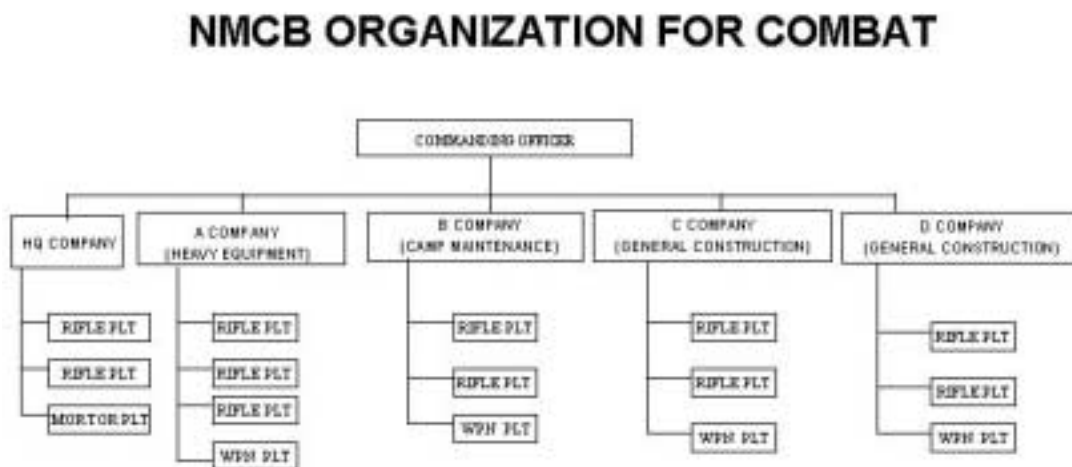 NMCB ORGANIZATION FOR COMBAT
COMMANDING OFFICER
HQ COMPANY
A COMPANY
(HEAVY EQUIPMENT)
B COMPANY
(CAMP MAINTENANCE)
C COMPANY
(GENERAL CONSTRUCTION)
D COMPANY
(GENERAL CONSTRUCTION)
RIFLE PLT
RIFLE PLT
MORTOR PLT
RIFLE PLT
RIFLE PLT
RIFLE PLT
WPN PLT
RIFLE PLT
RIFLE PLT
WPN PLT
RIFLE PLT
RIFLE PLT
WPN PLT
RIFLE PLT
RIFLE PLT
WPN PLT